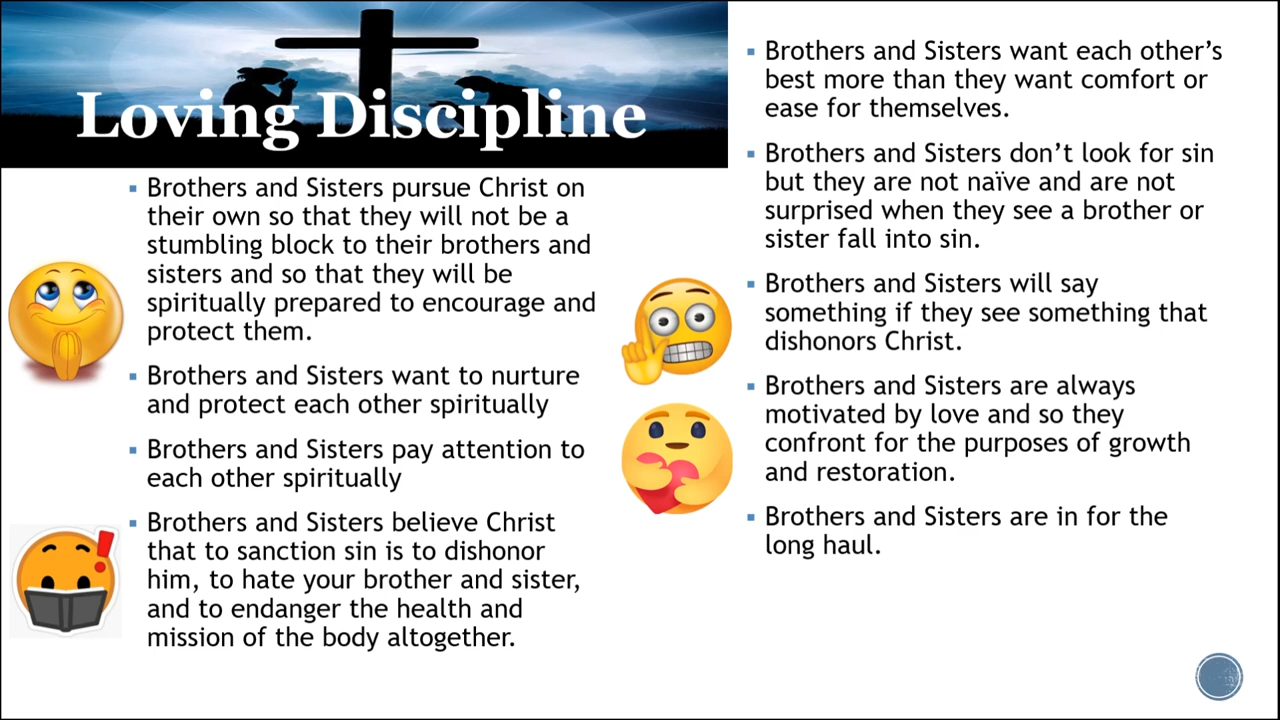 Loving Discipline
▪ Brothers and Sisters pursue Christ on
their own so that they will not be a
stumbling block to their brothers and
sisters and so that they will be
spiritually prepared to encourage and
protect them.
▪ Brothers and Sisters want to nurture
and protect each other spiritually
▪ Brothers and Sisters pay attention to
each other spiritually
▪ Brothers and Sisters believe Christ
that to sanction sin is to dishonor
him, to hate your brother and sister,
and to endanger the health and
mission of the body altogether.
▪ Brothers and Sisters want each other’s
best more than they want comfort or
ease for themselves.
▪ Brothers and Sisters don’t look for sin
but they are not naïve and are not
surprised when they see a brother or
sister fall into sin.
▪ Brothers and Sisters will say
something if they see something that
dishonors Christ.
▪ Brothers and Sisters are always
motivated by love and so they
confront for the purposes of growth
and restoration.
▪ Brothers and Sisters are in for the
long haul.